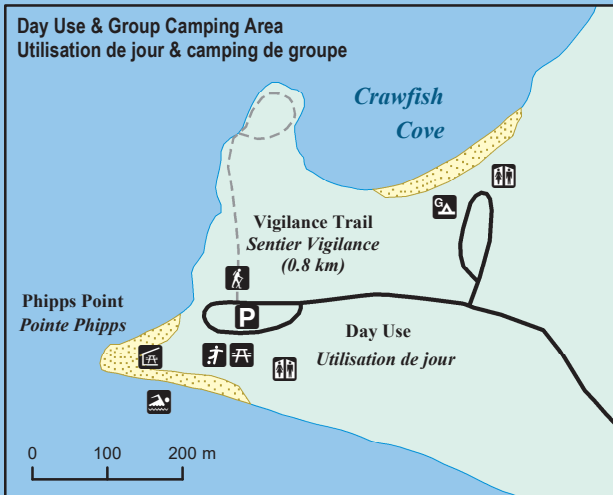 Day Use & Group Camping Area
Utilisation de jour & camping de groupe
Crawfish
Cove
G
Vigilance Trail
Sentier Vigilance
(0.8 km)
Phipps Point
Pointe Phipps
P
Day Use
Utilisation de jour
0 100 200 m